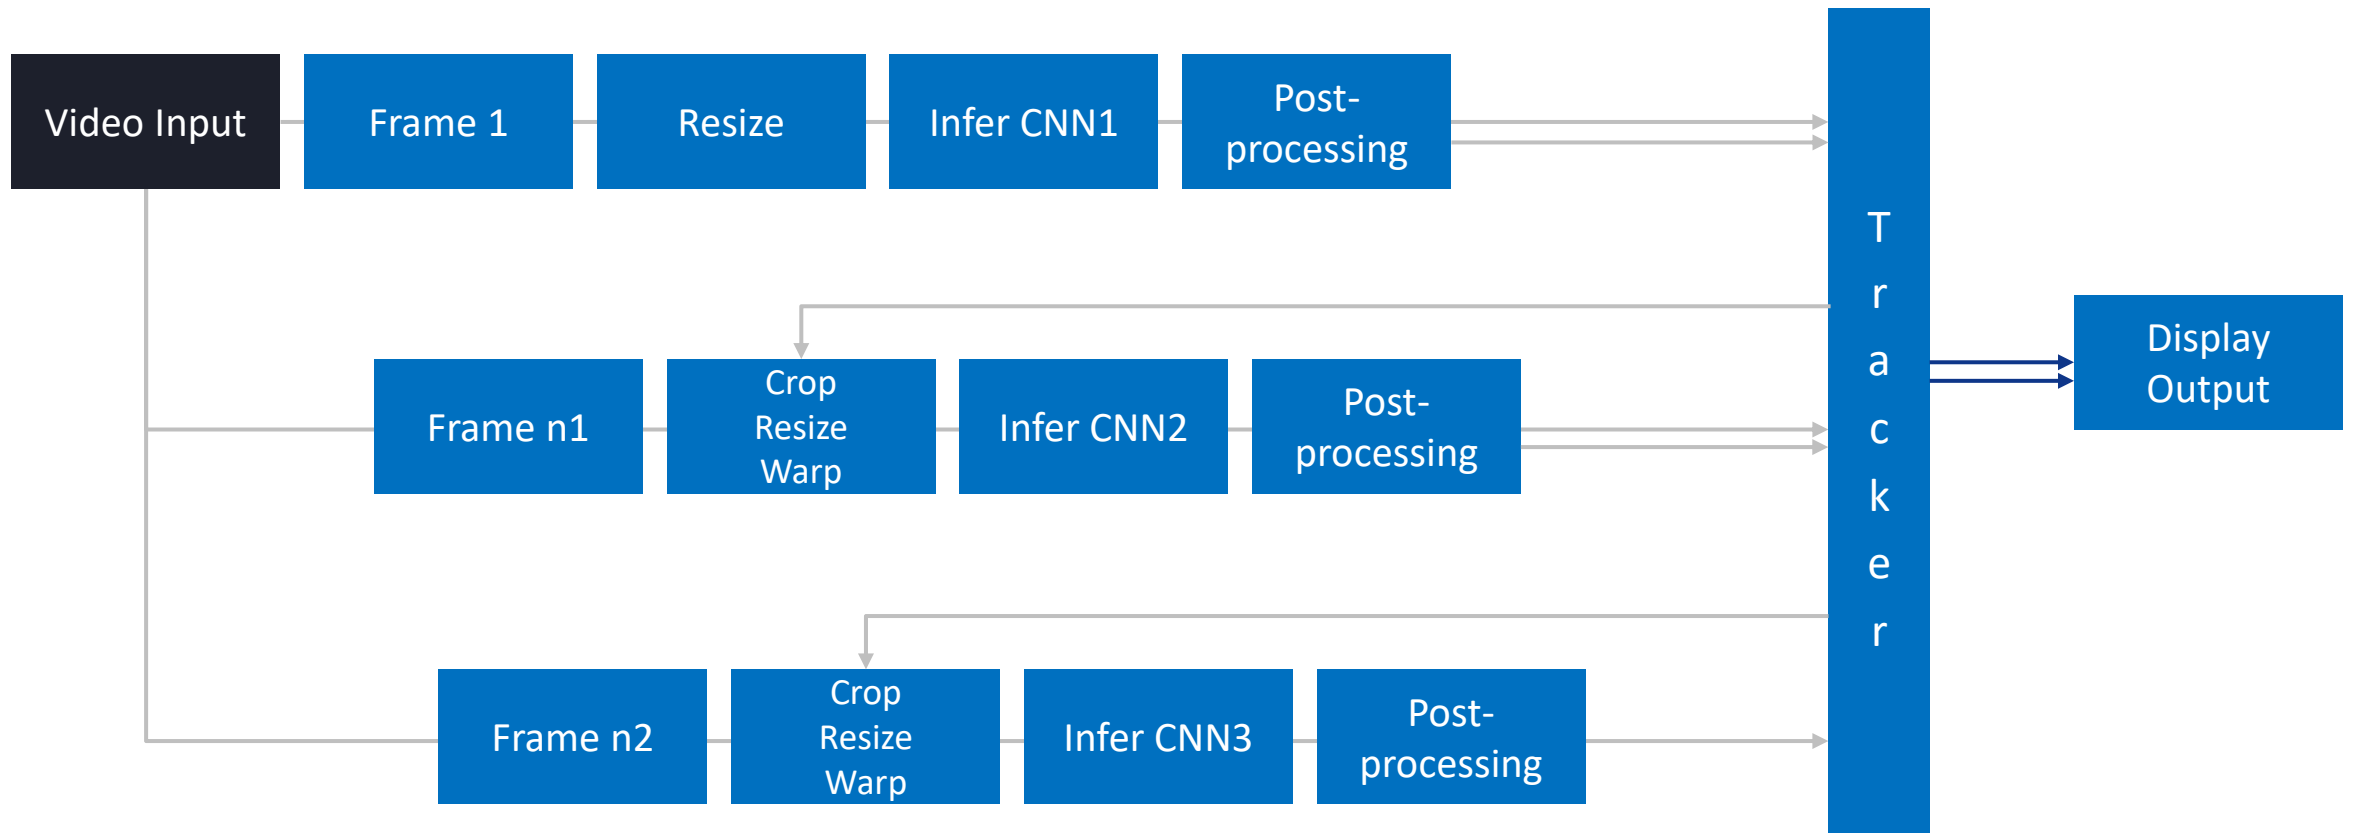 Video Input
Frame 1
Resize
Infer CNN1
Post-
processing
Frame n1
Crop
Resize
Warp
Infer CNN2
Post-
processing
Frame n2
Crop
Resize
Warp
Infer CNN3
Post-
processing
T
r
a
c
k
e
r
Display
Output